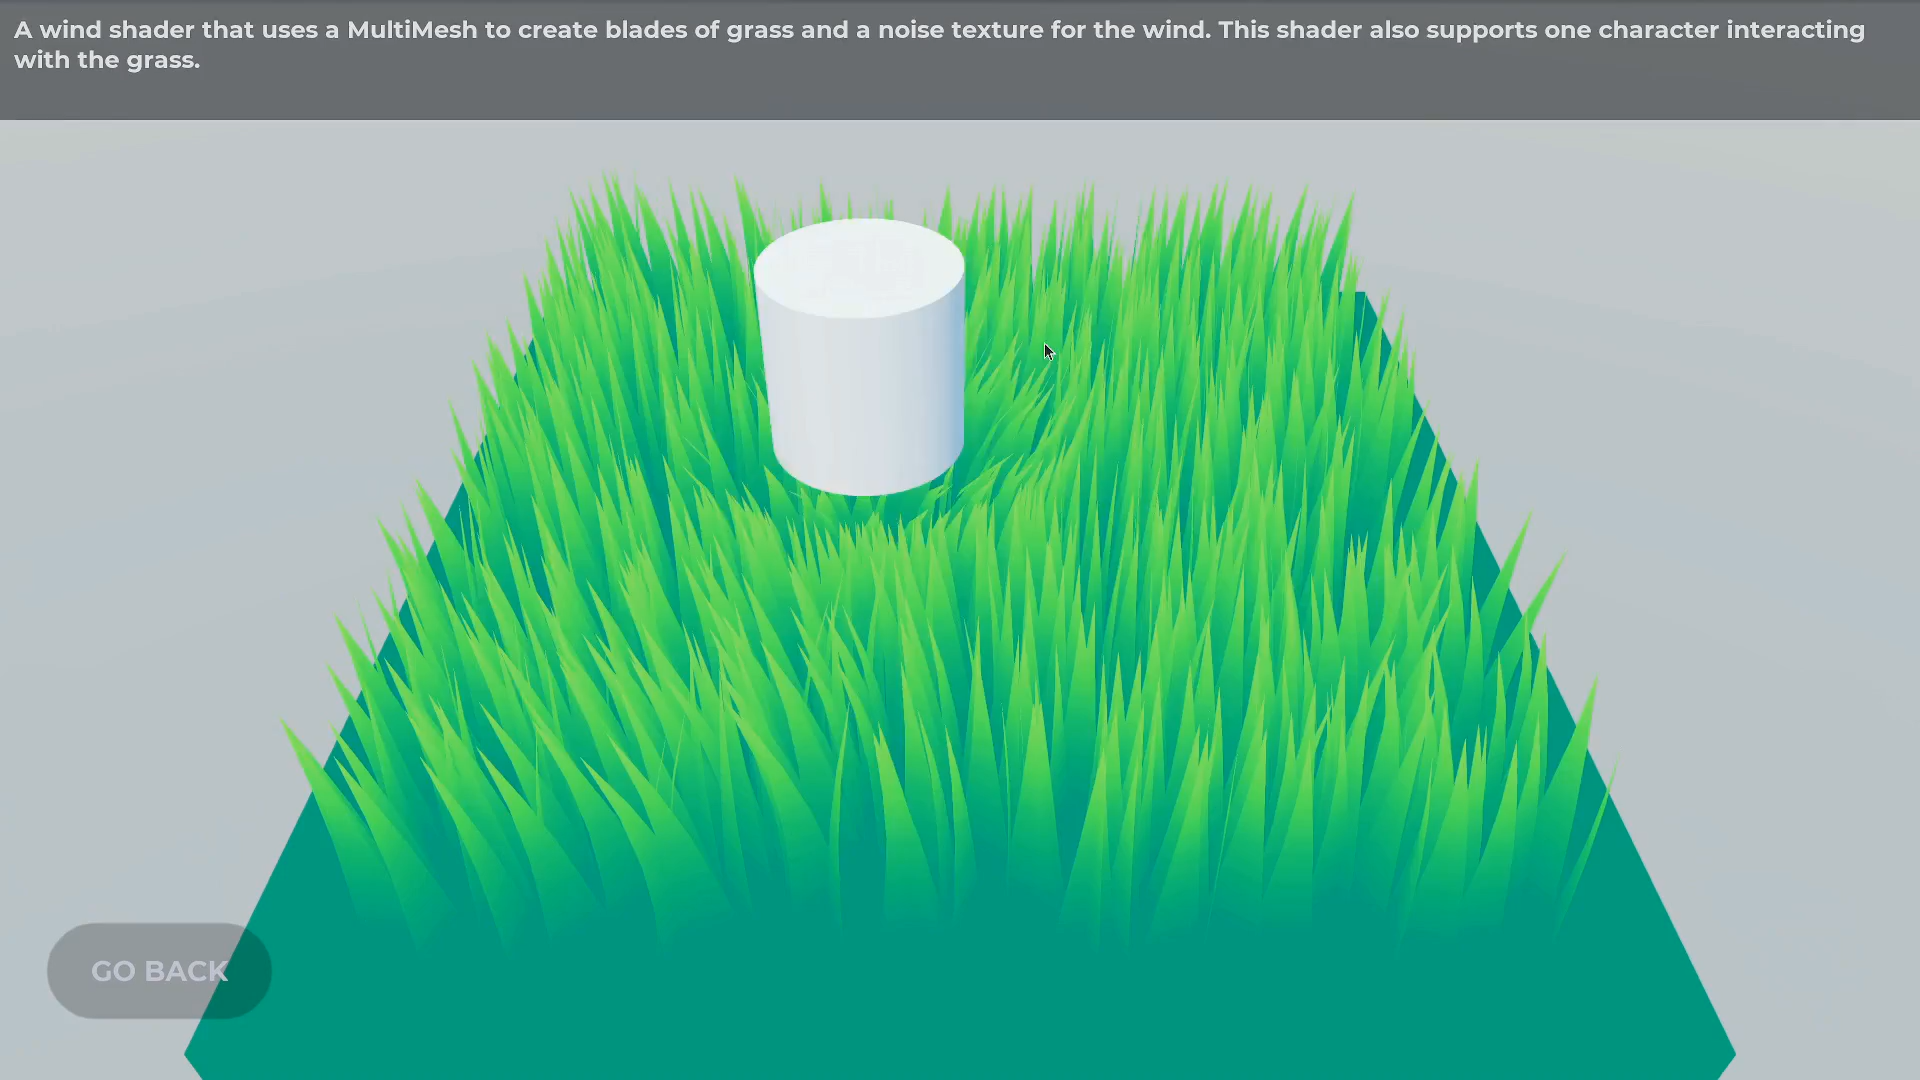 A wind shader that uses a MultiMesh to create blades of grass and a noise texture for the wind. This shader also supports one character interacting
with the grass.
GO BACK